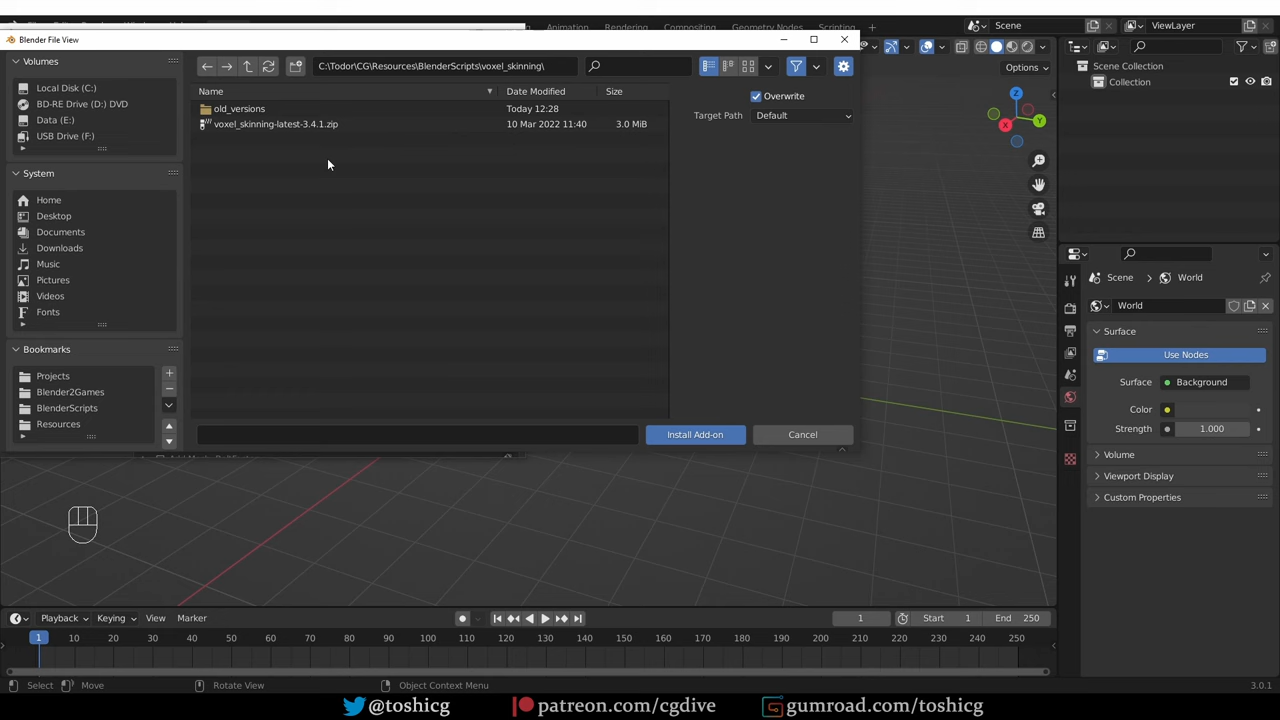 Animation
Rendering
Compositing
Geometry Nodes
Scripting
Scene
ViewLayer
Blender File View
Volumes
Local Disk (C:)
BD-RE Drive (D:) DVD
Data (E:)
USB Drive (F:)
System
Home
Desktop
Documents
Downloads
Music
Pictures
Videos
Fonts
Bookmarks
Projects
Blender2Games
BlenderScripts
Resources
C:\Todor\CG\Resources\BlenderScripts\voxel_skinning\
Name Date Modified Size
old_versions Today 12:28
voxel_skinning-latest-3.4.1.zip 10 Mar 2022 11:40 3.0 MiB
Overwrite
Target Path Default
Install Add-on Cancel
Options
X
Y
Z
Scene Collection
Collection
Scene World
World
Surface
Use Nodes
Surface Background
Color
Strength 1.000
Volume
Viewport Display
Custom Properties
Playback Keying View Marker
1 Start 1 End 250
1 10 20 30 40 50 60 70 80 90 100 110 120 130 140 150 160 170 180 190 200 210 220 230 240 250
Select Move Rotate View Object Context Menu 3.0.1
@toshicg patreon.com/cgdive gumroad.com/toshicg